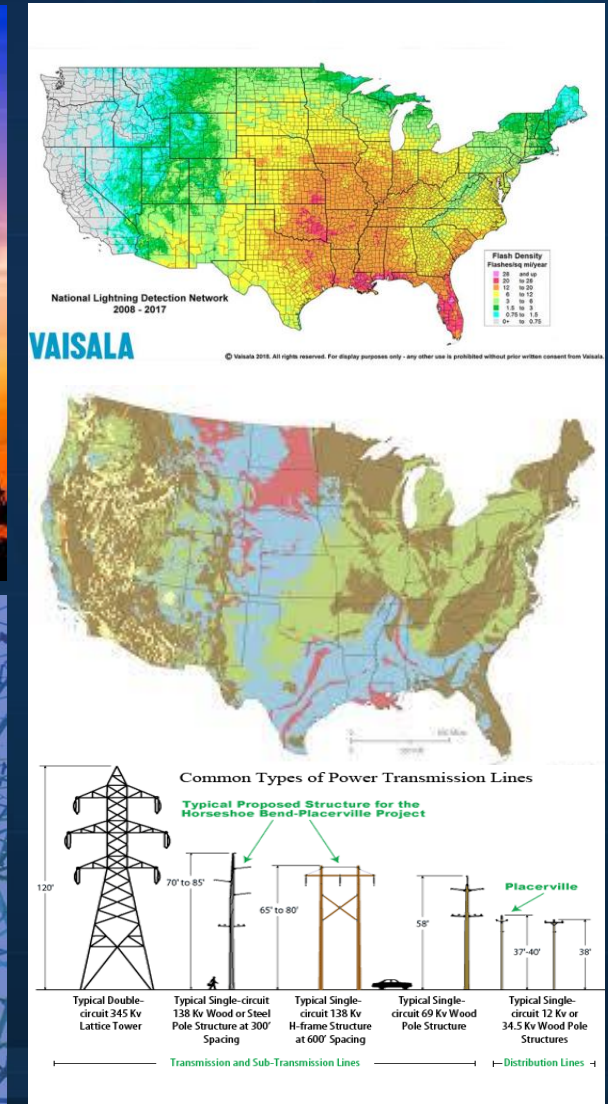 Flash Density
Flashes/sq mi/year
28 and up
20 to 28
12 to 20
6 to 12
3 to 6
1.5 to 3
0.75 to 1.5
0+ to 0.75
National Lightning Detection Network
2008 - 2017
VAISALA
© Vaisala 2018. All rights reserved. For display purposes only - any other use is prohibited without prior written consent from Vaisala.
Common Types of Power Transmission Lines
Typical Proposed Structure for the
Horseshoe Bend-Placerville Project
120'
70' to 85'
65' to 80'
58'
Placerville
37'-40'
38'
Typical Double-
circuit 345 Kv
Lattice Tower
Typical Single-circuit
138 Kv Wood or Steel
Pole Structure at 300'
Spacing
Typical Single-
circuit 138 Kv
H-frame Structure
at 600' Spacing
Typical Single-
circuit 69 Kv Wood
Pole Structure
Typical Single-
circuit 12 Kv or
34.5 Kv Wood Pole
Structures
Transmission and Sub-Transmission Lines
Distribution Lines